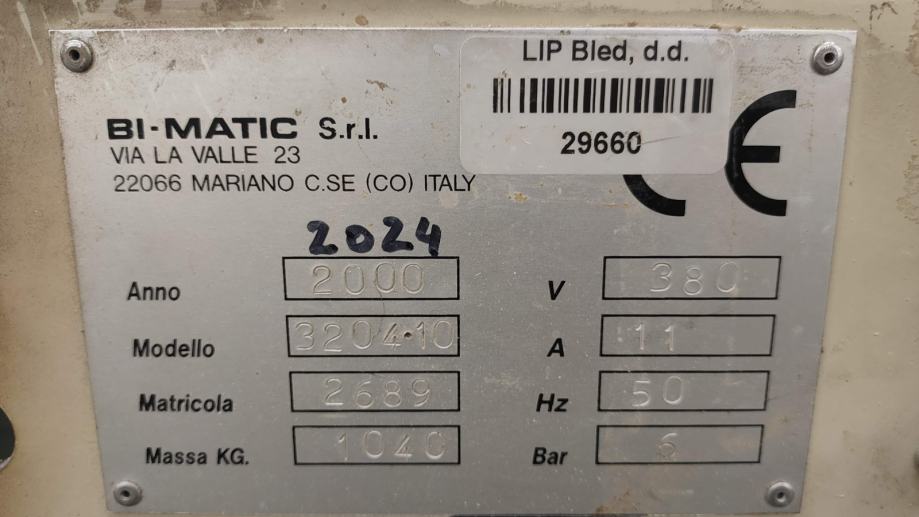 LIP Bled, d.d.
29660
BI-MATIC S.r.l.
VIA LA VALLE 23
22066 MARIANO C.SE (CO) ITALY
CE
2024
Anno 2000 V 380
Modello 3204·10 A 11
Matricola 2689 Hz 50
Massa KG. 1040 Bar 6